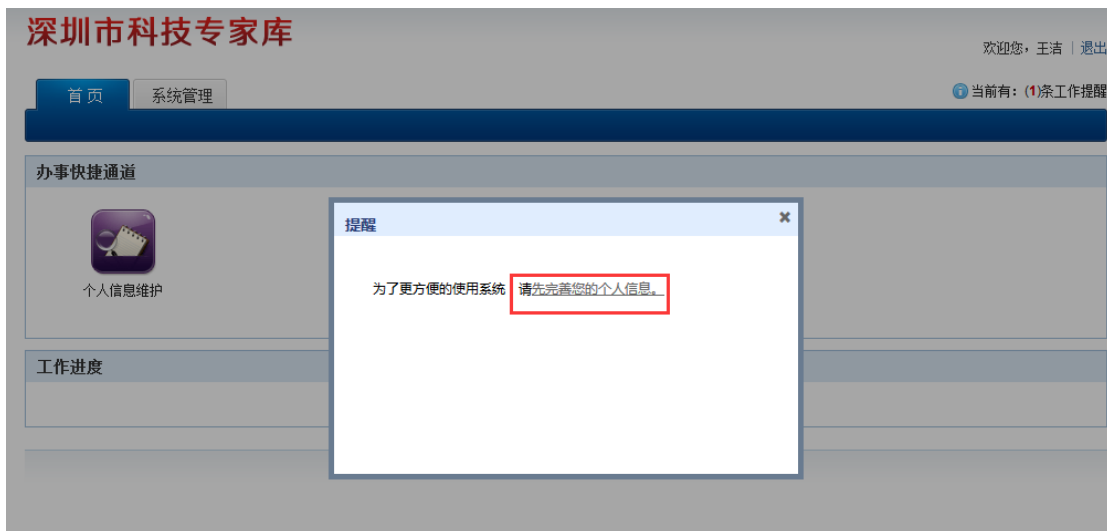 深圳市科技专家库
欢迎您，王洁 | 退出
首页 系统管理
当前有：(1)条工作提醒
办事快捷通道
个人信息维护
提醒
为了更方便的使用系统 请先完善您的个人信息。
工作进度